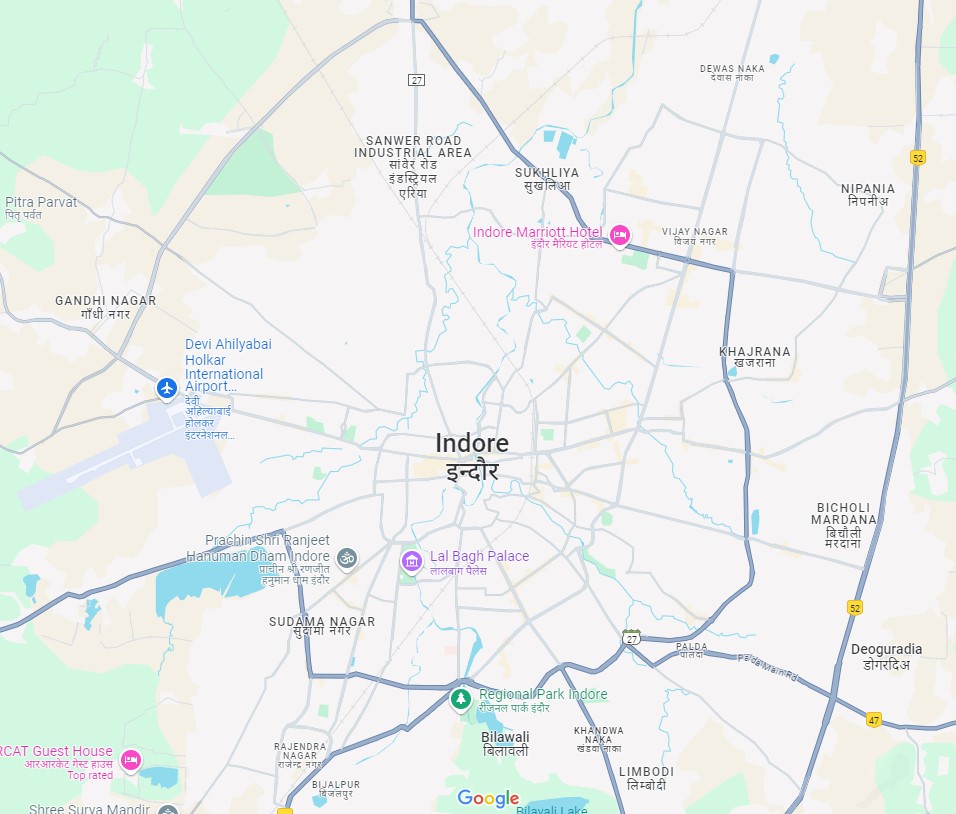 DEWAS NAKA
देवास नाका
27
SANWER ROAD
INDUSTRIAL AREA
सांवेर रोड
इंडस्ट्रियल
एरिया
52
SUKHLIYA
सुखलिआ
NIPANIA
निपनीअ
Pitra Parvat
पितृ पर्वत
Indore Marriott Hotel
इंदौर मैरियट होटल
VIJAY NAGAR
विजय नगर
GANDHI NAGAR
गाँधी नगर
Devi Ahilyabai
Holkar
International
Airport...
देवी
अहिल्याबाई
होलकर
इंटरनेशनल...
KHAJRANA
खजराना
Indore
इन्दौर
BICHOLI
MARDANA
बिचौली
मरदाना
Prachin Shri Ranjeet
Hanuman Dham Indore
प्राचीन श्री रणजीत
हनुमान धाम इंदौर
Lal Bagh Palace
लालबाग पैलेस
52
SUDAMA NAGAR
सुदामा नगर
27
PALDA
पालदा
Palda Main Rd
Deoguradia
डोगरदिअ
Regional Park Indore
रीजनल पार्क इंदौर
47
Bilawali
बिलावली
KHANDWA
NAKA
खंडवा नाका
RCAT Guest House
आरआरकेट गेस्ट हाउस
Top rated
RAJENDRA
NAGAR
राजेन्द्र नगर
LIMBODI
लिम्बोदी
BIJALPUR
बिजलपुर
Google
Shree Surya Mandir
Bilavali Lake